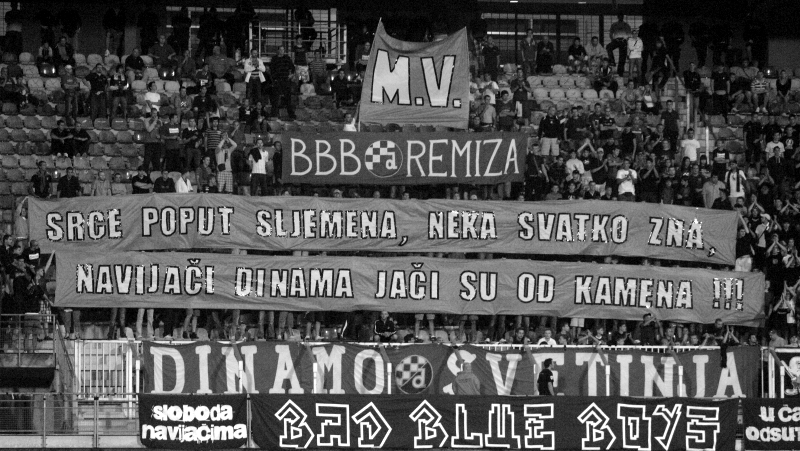 M.V.
BBB REMIZA
SRCE POPUT SLJEMENA, NEKA SVATKO ZNA,
NAVIJAČI DINAMA JAČI SU OD KAMENA !!!
DINAMO SVETINJA
sloboda
navijačima
BAD BLUE BOYS